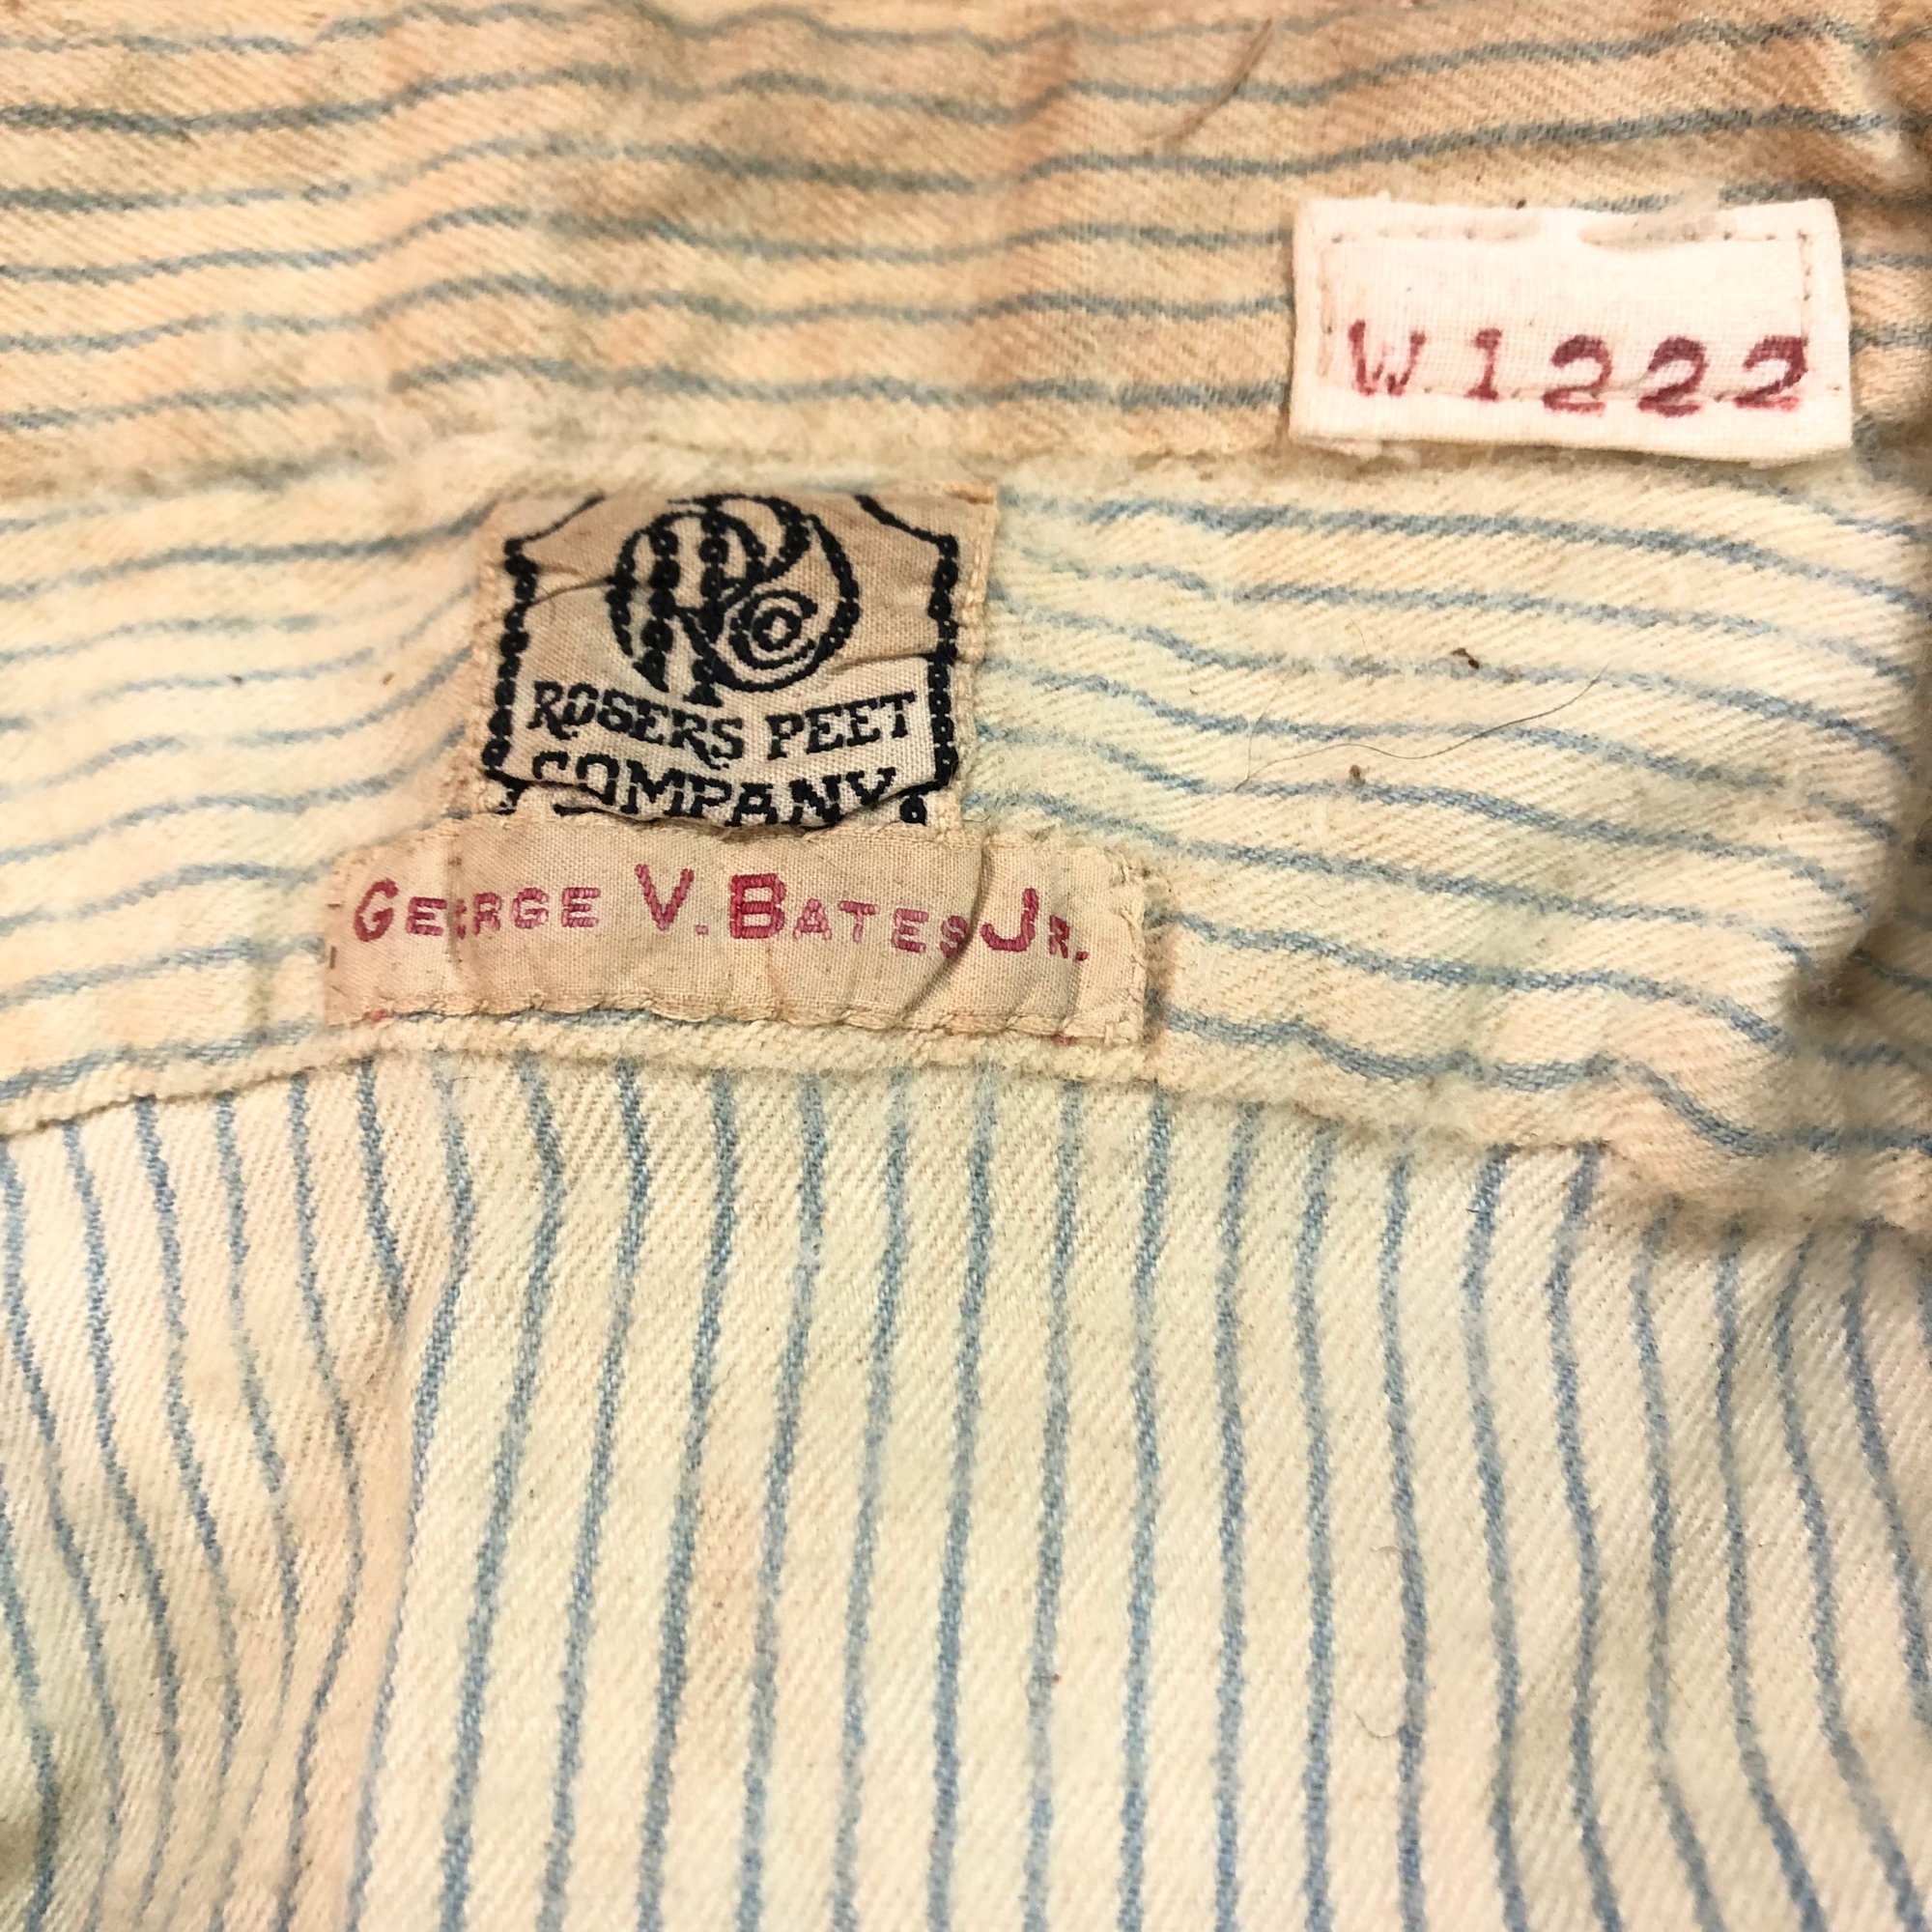 W 1222
RPCo
ROGERS PEET
COMPANY
GEORGE V. BATES JR.